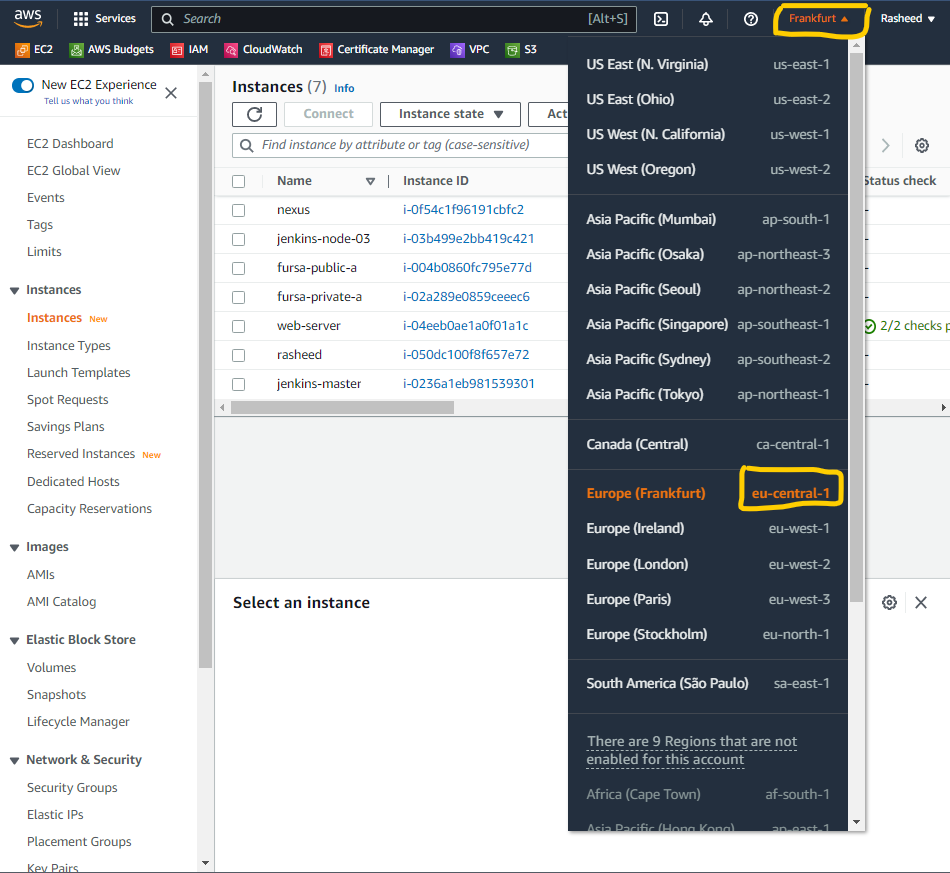 aws Services Search [Alt+S] Frankfurt ▲ Rasheed ▼
EC2 AWS Budgets IAM CloudWatch Certificate Manager VPC S3
New EC2 Experience
Tell us what you think
EC2 Dashboard
EC2 Global View
Events
Tags
Limits
Instances
Instances New
Instance Types
Launch Templates
Spot Requests
Savings Plans
Reserved Instances New
Dedicated Hosts
Capacity Reservations
Images
AMIs
AMI Catalog
Elastic Block Store
Volumes
Snapshots
Lifecycle Manager
Network & Security
Security Groups
Elastic IPs
Placement Groups
Key Pairs
Instances (7) Info
Connect Instance state ▼ Act
Find instance by attribute or tag (case-sensitive)
Name Instance ID Status check
nexus i-0f54c1f96191cbfc2 –
jenkins-node-03 i-03b499e2bb419c421 –
fursa-public-a i-004b0860fc795e77d –
fursa-private-a i-02a289e0859ceeec6 –
web-server i-04eeb0ae1a0f01a1c 2/2 checks p
rasheed i-050dc100f8f657e72 –
jenkins-master i-0236a1eb981539301 –
Select an instance
US East (N. Virginia) us-east-1
US East (Ohio) us-east-2
US West (N. California) us-west-1
US West (Oregon) us-west-2
Asia Pacific (Mumbai) ap-south-1
Asia Pacific (Osaka) ap-northeast-3
Asia Pacific (Seoul) ap-northeast-2
Asia Pacific (Singapore) ap-southeast-1
Asia Pacific (Sydney) ap-southeast-2
Asia Pacific (Tokyo) ap-northeast-1
Canada (Central) ca-central-1
Europe (Frankfurt) eu-central-1
Europe (Ireland) eu-west-1
Europe (London) eu-west-2
Europe (Paris) eu-west-3
Europe (Stockholm) eu-north-1
South America (São Paulo) sa-east-1
There are 9 Regions that are not
enabled for this account
Africa (Cape Town) af-south-1
Asia Pacific (Hong Kong) ap-east-1